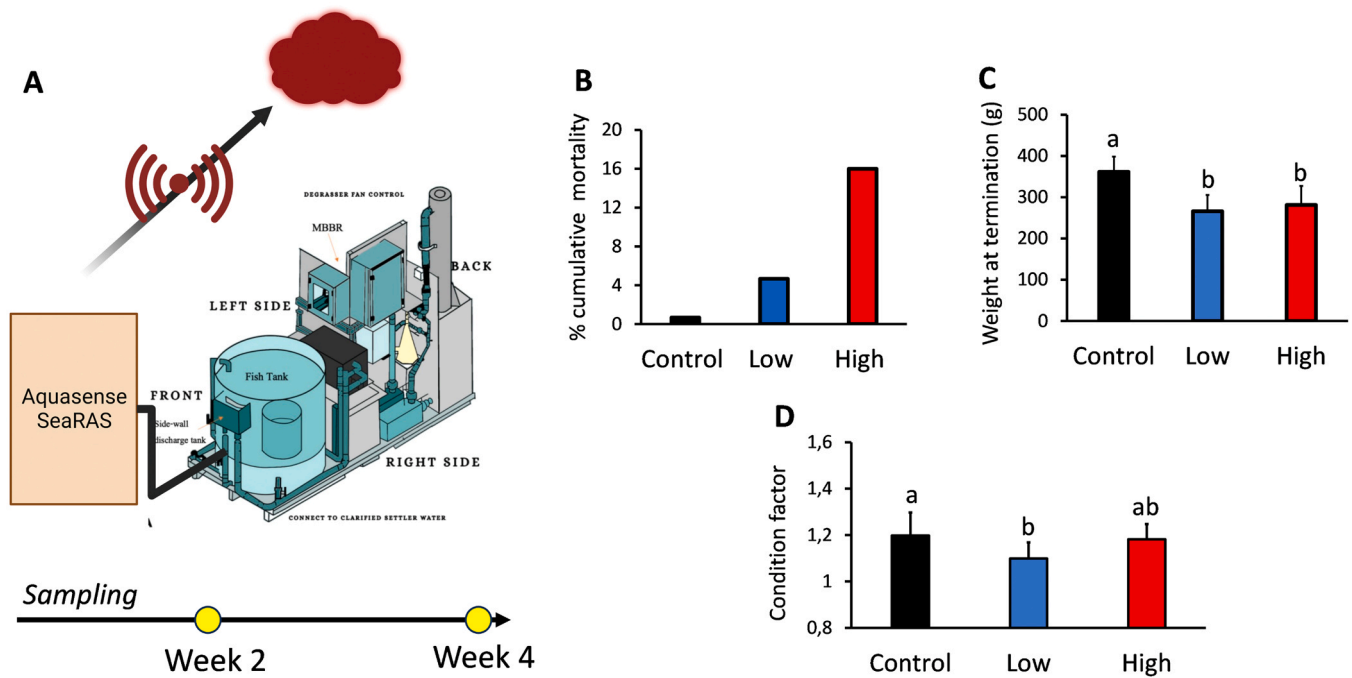 A
DEGRASSER FAN CONTROL
MBBR
BACK
LEFT SIDE
Aquasense
SeaRAS
FRONT
Fish Tank
Side-wall
discharge tank
RIGHT SIDE
CONNECT TO CLARIFIED SETTLER WATER
Sampling
Week 2
Week 4
B
% cumulative mortality
20
16
12
8
4
0
Control
Low
High
C
Weight at termination (g)
500
400
300
200
100
0
a
b
b
Control
Low
High
D
Condition factor
1,6
1,4
1,2
1
0,8
a
b
ab
Control
Low
High